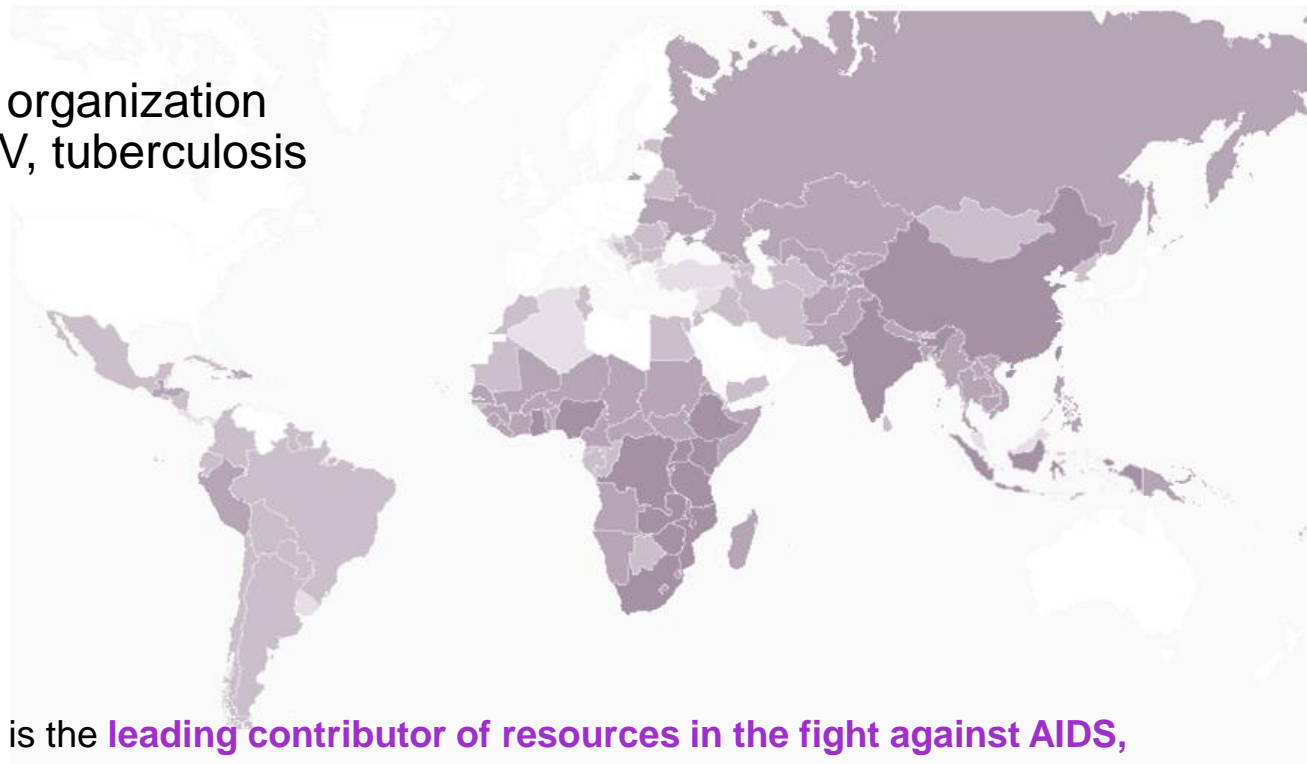 organization
V, tuberculosis
is the leading contributor of resources in the fight against AIDS,